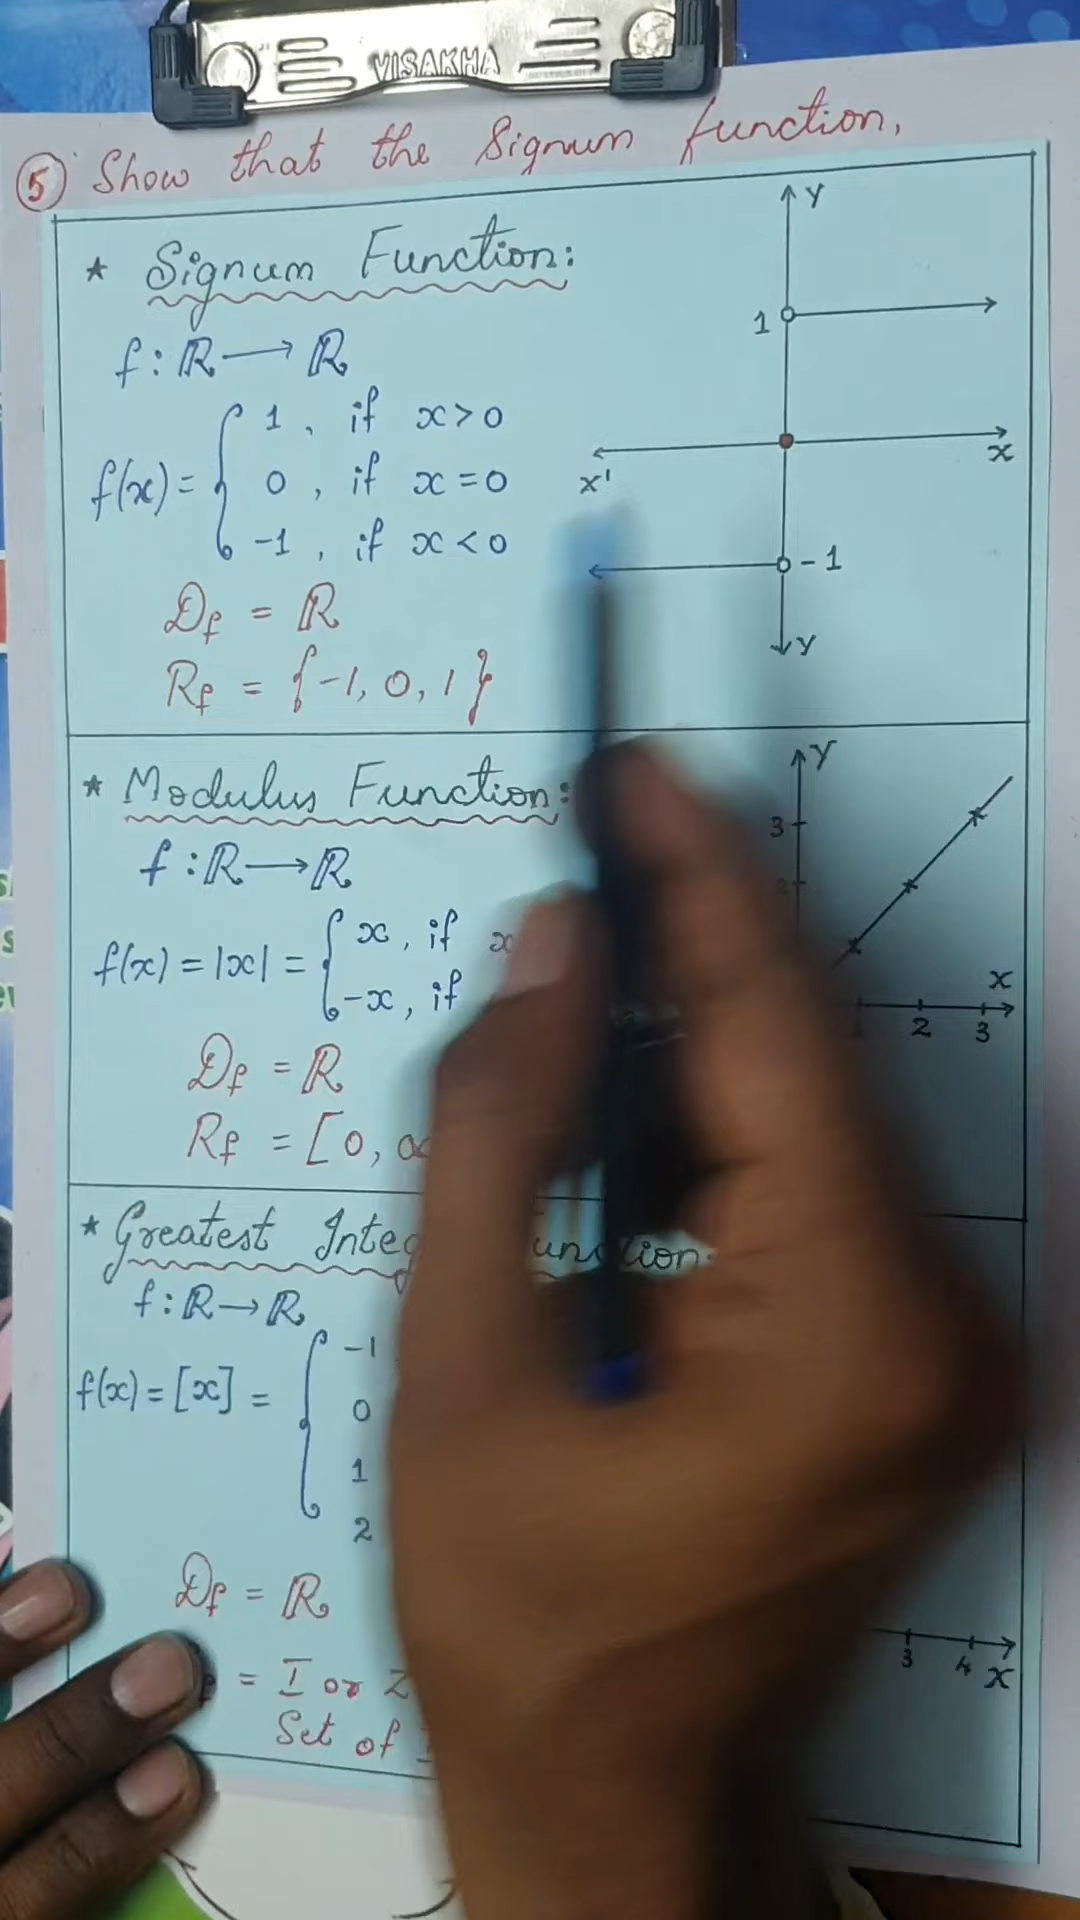 VISAKHA
5 Show that the Signum function,
* Signum Function:
f : ℝ → ℝ
f(x) = { 1, if x > 0
0, if x = 0
-1, if x < 0
Df = ℝ
Rf = {-1, 0, 1}
Y
1
X
X'
-1
Y
* Modulus Function:
f : ℝ → ℝ
f(x) = |x| = { x, if x
-x, if
Df = ℝ
Rf = [0,
Y
3
X
2 3
* Greatest
f : ℝ → ℝ
f(x) = [x] = { -1
0
1
2
Df = ℝ
= I or Z
Set of
3 4 X